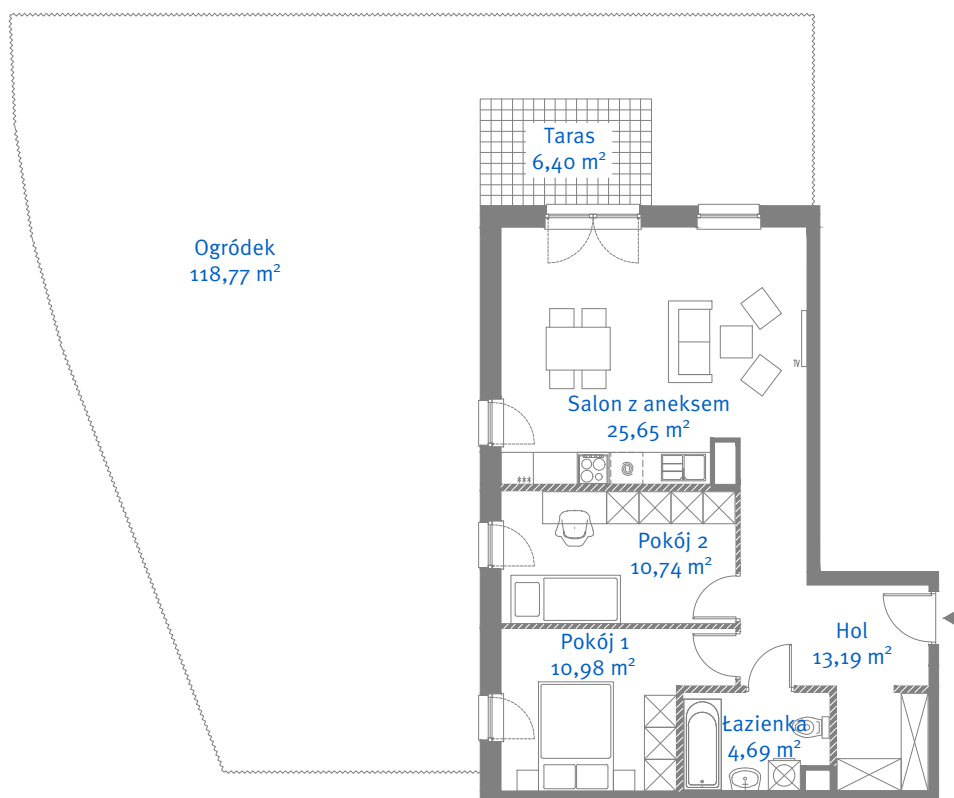 Taras
6,40 m²
Ogródek
118,77 m²
TV
Salon z aneksem
25,65 m²
***
Pokój 2
10,74 m²
Pokój 1
10,98 m²
Hol
13,19 m²
Łazienka
4,69 m²